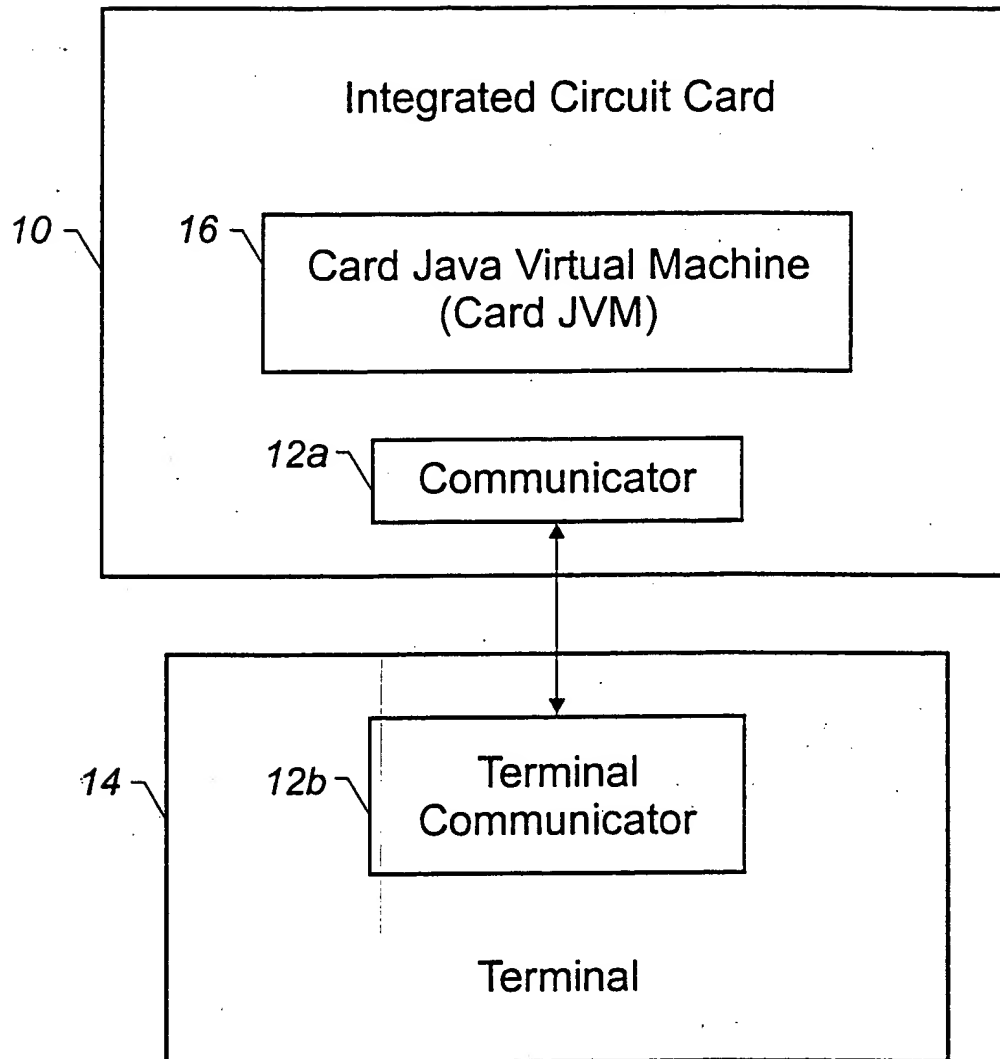 Integrated Circuit Card
10
16
Card Java Virtual Machine
(Card JVM)
12a
Communicator
14
12b
Terminal
Communicator
Terminal